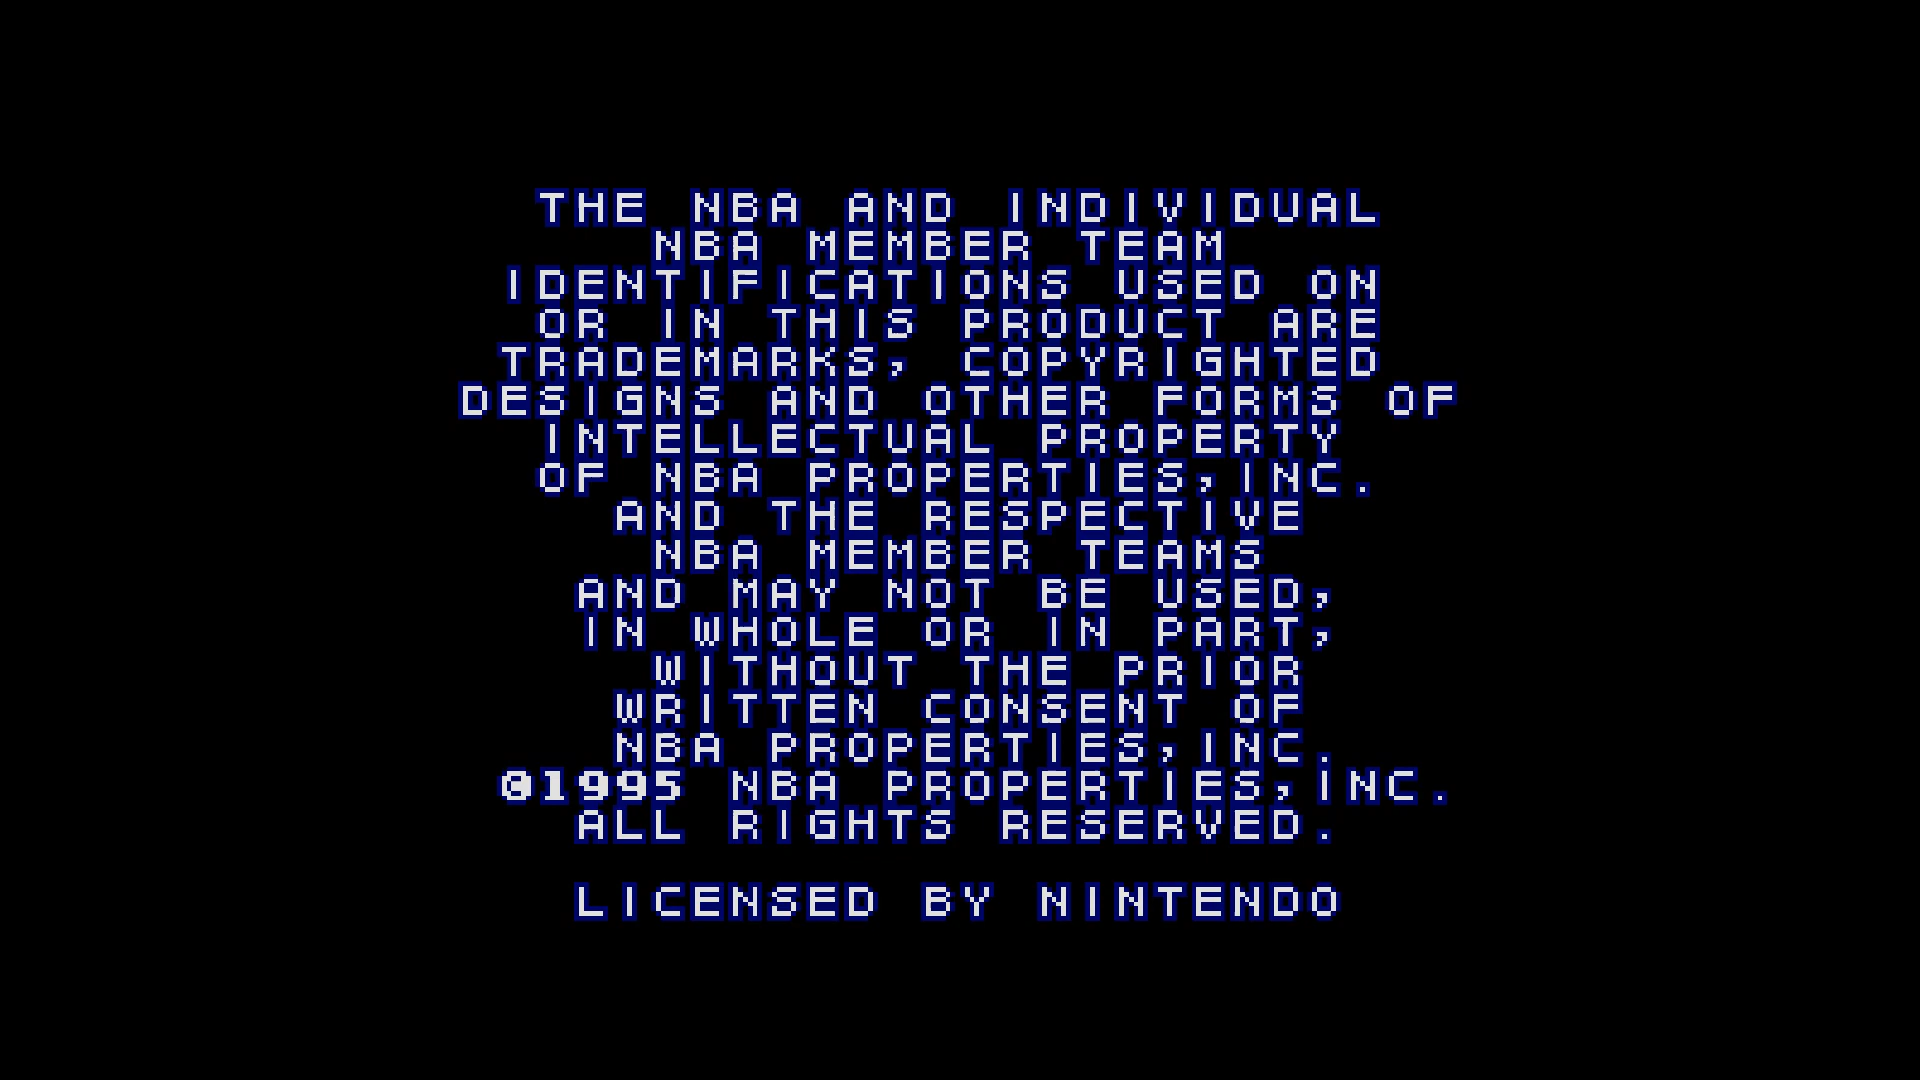 THE NBA AND INDIVIDUAL
NBA MEMBER TEAM
IDENTIFICATIONS USED ON
OR IN THIS PRODUCT ARE
TRADEMARKS, COPYRIGHTED
DESIGNS AND OTHER FORMS OF
INTELLECTUAL PROPERTY
OF NBA PROPERTIES,INC.
AND THE RESPECTIVE
NBA MEMBER TEAMS
AND MAY NOT BE USED,
IN WHOLE OR IN PART,
WITHOUT THE PRIOR
WRITTEN CONSENT OF
NBA PROPERTIES,INC.
©1995 NBA PROPERTIES,INC.
ALL RIGHTS RESERVED.
LICENSED BY NINTENDO